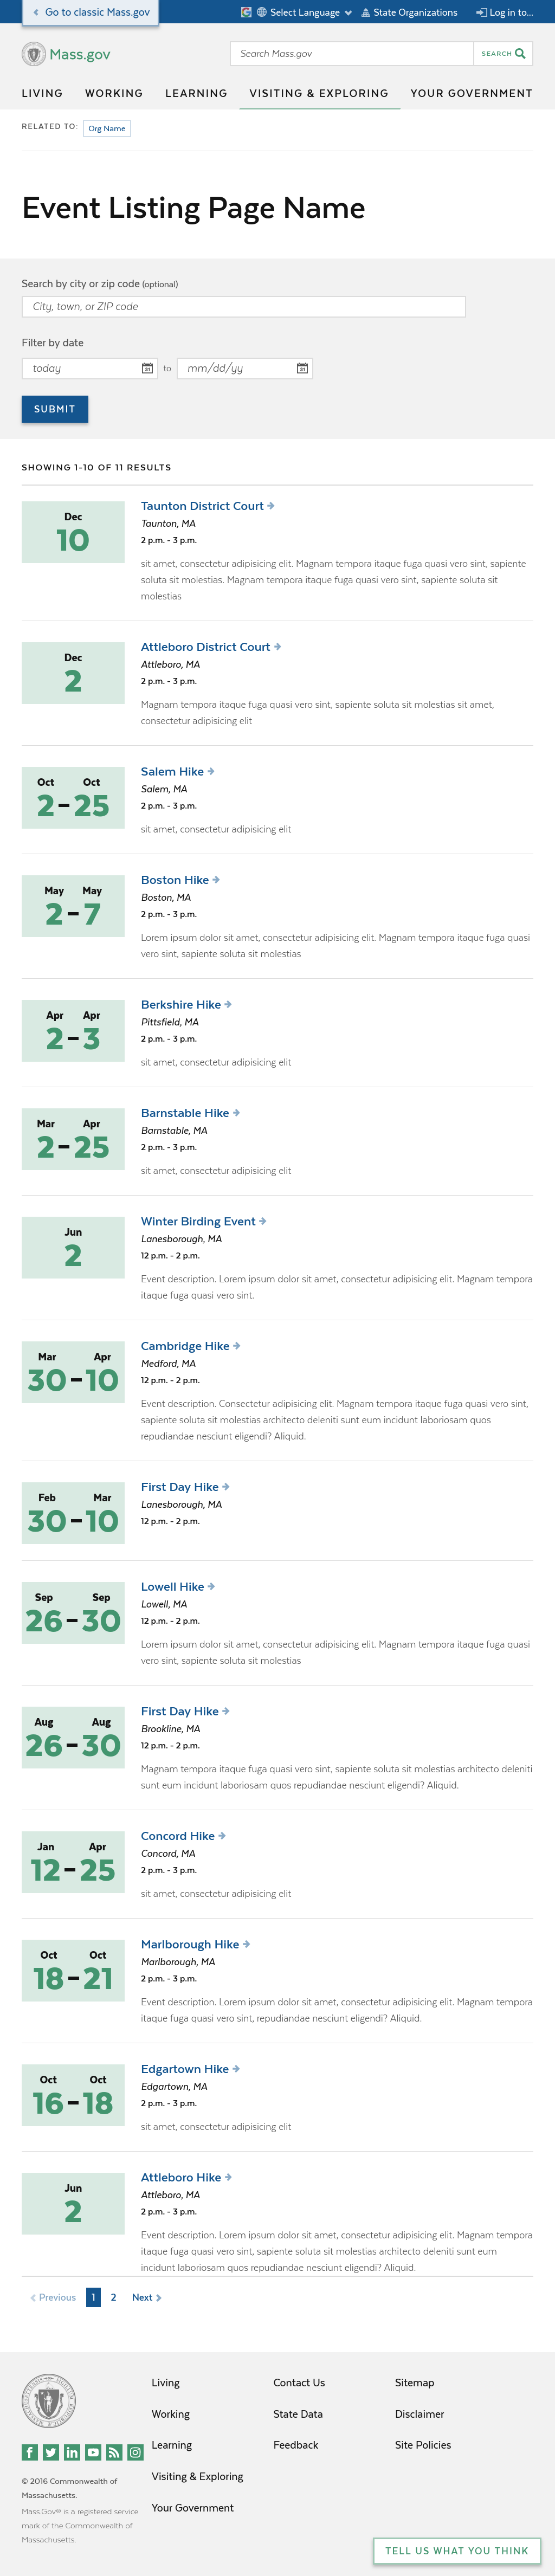 Go to classic Mass.gov
Select Language
State Organizations
Log in to...
Mass.gov
Search Mass.gov
SEARCH
LIVING WORKING LEARNING VISITING & EXPLORING YOUR GOVERNMENT
RELATED TO: Org Name
Event Listing Page Name
Search by city or zip code (optional)
City, town, or ZIP code
Filter by date
today to mm/dd/yy
SUBMIT
SHOWING 1-10 OF 11 RESULTS
Dec
10
Taunton District Court
Taunton, MA
2 p.m. - 3 p.m.
sit amet, consectetur adipisicing elit. Magnam tempora itaque fuga quasi vero sint, sapiente
soluta sit molestias. Magnam tempora itaque fuga quasi vero sint, sapiente soluta sit
molestias
Dec
2
Attleboro District Court
Attleboro, MA
2 p.m. - 3 p.m.
Magnam tempora itaque fuga quasi vero sint, sapiente soluta sit molestias sit amet,
consectetur adipisicing elit
Oct Oct
2 - 25
Salem Hike
Salem, MA
2 p.m. - 3 p.m.
sit amet, consectetur adipisicing elit
May May
2 - 7
Boston Hike
Boston, MA
2 p.m. - 3 p.m.
Lorem ipsum dolor sit amet, consectetur adipisicing elit. Magnam tempora itaque fuga quasi
vero sint, sapiente soluta sit molestias
Apr Apr
2 - 3
Berkshire Hike
Pittsfield, MA
2 p.m. - 3 p.m.
sit amet, consectetur adipisicing elit
Mar Apr
2 - 25
Barnstable Hike
Barnstable, MA
2 p.m. - 3 p.m.
sit amet, consectetur adipisicing elit
Jun
2
Winter Birding Event
Lanesborough, MA
12 p.m. - 2 p.m.
Event description. Lorem ipsum dolor sit amet, consectetur adipisicing elit. Magnam tempora
itaque fuga quasi vero sint.
Mar Apr
30 - 10
Cambridge Hike
Medford, MA
12 p.m. - 2 p.m.
Event description. Consectetur adipisicing elit. Magnam tempora itaque fuga quasi vero sint,
sapiente soluta sit molestias architecto deleniti sunt eum incidunt laboriosam quos
repudiandae nesciunt eligendi? Aliquid.
Feb Mar
30 - 10
First Day Hike
Lanesborough, MA
12 p.m. - 2 p.m.
Sep Sep
26 - 30
Lowell Hike
Lowell, MA
12 p.m. - 2 p.m.
Lorem ipsum dolor sit amet, consectetur adipisicing elit. Magnam tempora itaque fuga quasi
vero sint, sapiente soluta sit molestias
Aug Aug
26 - 30
First Day Hike
Brookline, MA
12 p.m. - 2 p.m.
Magnam tempora itaque fuga quasi vero sint, sapiente soluta sit molestias architecto deleniti
sunt eum incidunt laboriosam quos repudiandae nesciunt eligendi? Aliquid.
Jan Apr
12 - 25
Concord Hike
Concord, MA
2 p.m. - 3 p.m.
sit amet, consectetur adipisicing elit
Oct Oct
18 - 21
Marlborough Hike
Marlborough, MA
2 p.m. - 3 p.m.
Event description. Lorem ipsum dolor sit amet, consectetur adipisicing elit. Magnam tempora
itaque fuga quasi vero sint, repudiandae nesciunt eligendi? Aliquid.
Oct Oct
16 - 18
Edgartown Hike
Edgartown, MA
2 p.m. - 3 p.m.
sit amet, consectetur adipisicing elit
Jun
2
Attleboro Hike
Attleboro, MA
2 p.m. - 3 p.m.
Event description. Lorem ipsum dolor sit amet, consectetur adipisicing elit. Magnam tempora
itaque fuga quasi vero sint, sapiente soluta sit molestias architecto deleniti sunt eum
incidunt laboriosam quos repudiandae nesciunt eligendi? Aliquid.
Previous 1 2 Next
Living
Working
Learning
Visiting & Exploring
Your Government
Contact Us
State Data
Feedback
Sitemap
Disclaimer
Site Policies
© 2016 Commonwealth of
Massachusetts.
Mass.Gov® is a registered service
mark of the Commonwealth of
Massachusetts.
TELL US WHAT YOU THINK